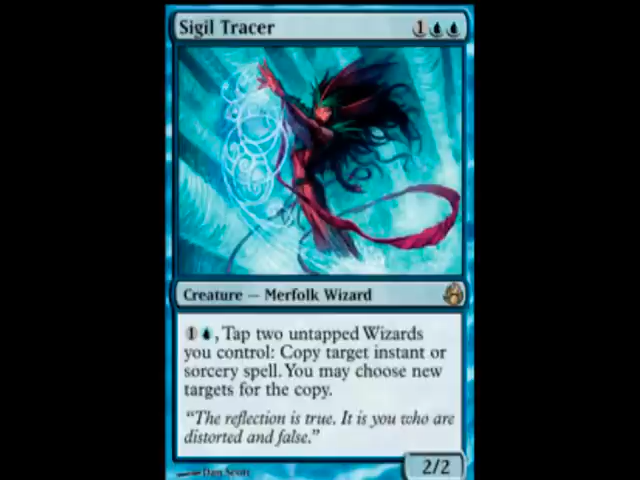 Sigil Tracer 1
Creature — Merfolk Wizard
1, Tap two untapped Wizards
you control: Copy target instant or
sorcery spell. You may choose new
targets for the copy.
"The reflection is true. It is you who are
distorted and false."
Dan Scott
2/2